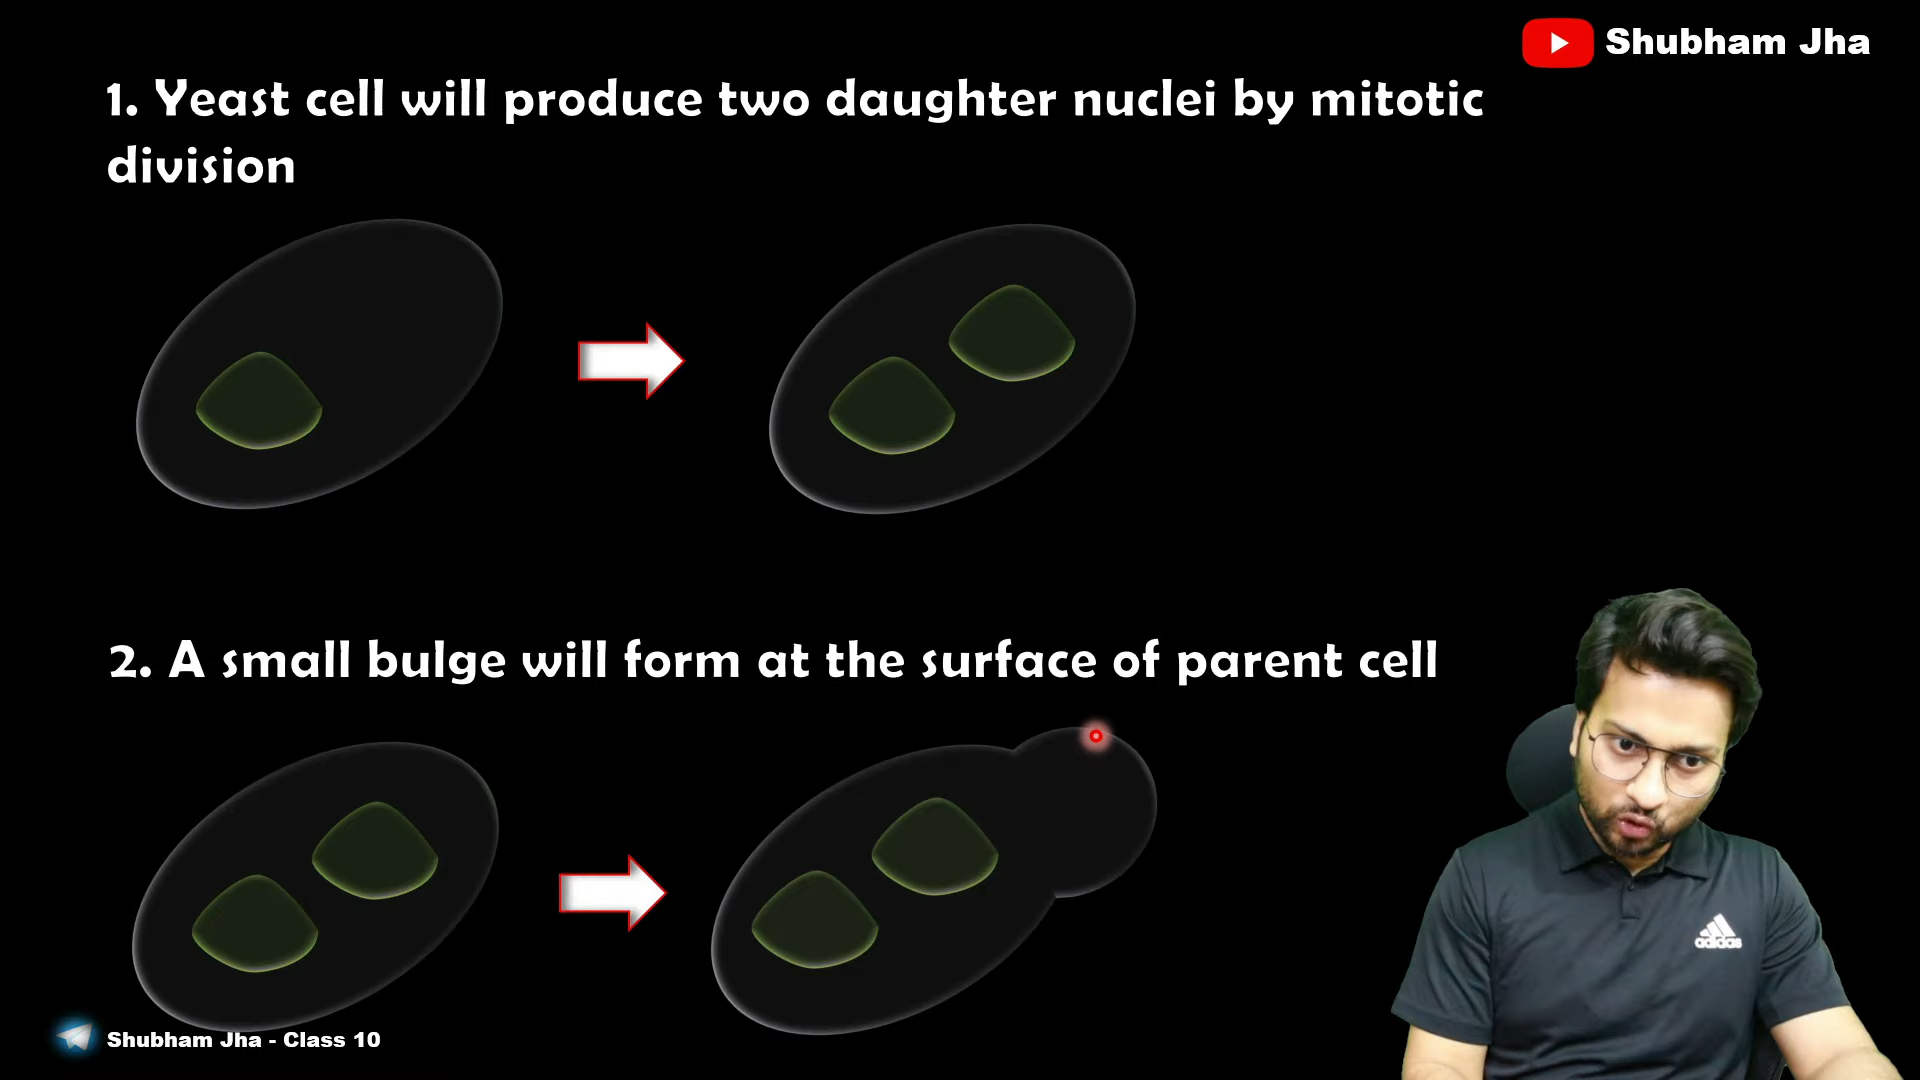 Shubham Jha
1. Yeast cell will produce two daughter nuclei by mitotic
division
2. A small bulge will form at the surface of parent cell
adidas
Shubham Jha - Class 10